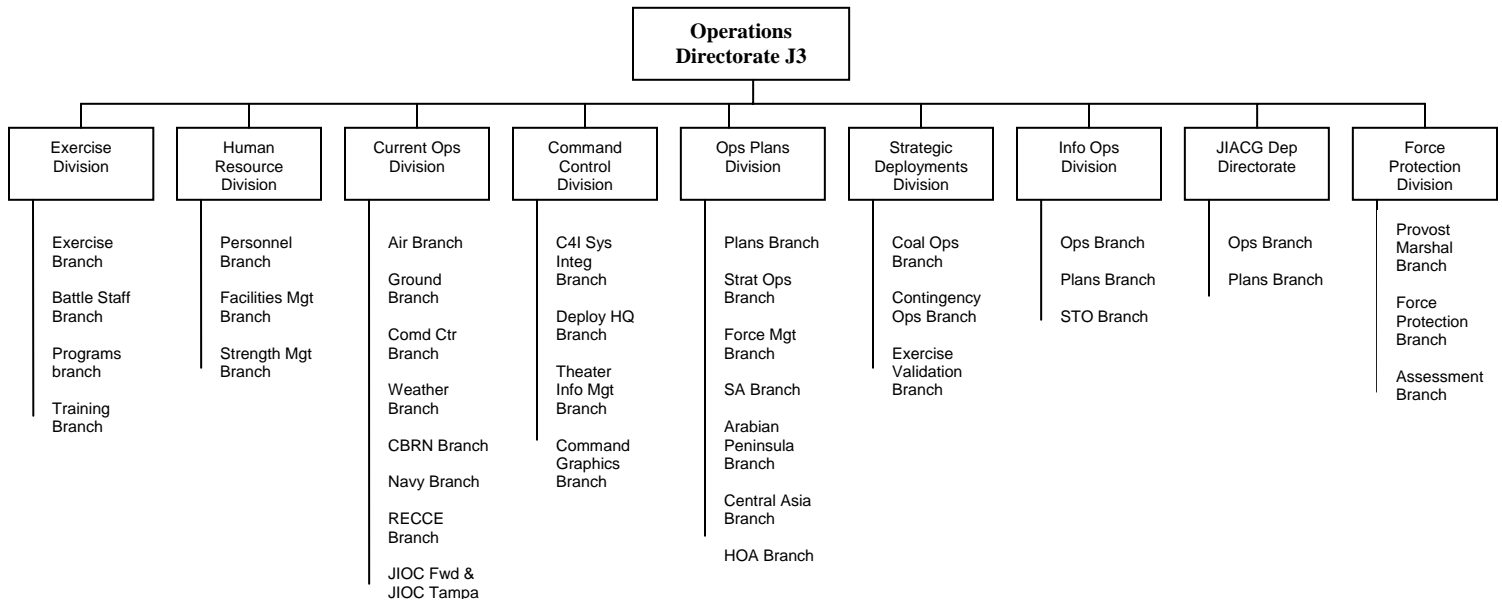 Operations
Directorate J3
Exercise
Division
Human
Resource
Division
Current Ops
Division
Command
Control
Division
Ops Plans
Division
Strategic
Deployments
Division
Info Ops
Division
JIACG Dep
Directorate
Force
Protection
Division
Exercise
Branch
Battle Staff
Branch
Programs
branch
Training
Branch
Personnel
Branch
Facilities Mgt
Branch
Strength Mgt
Branch
Air Branch
Ground
Branch
Comd Ctr
Branch
Weather
Branch
CBRN Branch
Navy Branch
RECCE
Branch
JIOC Fwd &
JIOC Tampa
C4I Sys
Integ
Branch
Deploy HQ
Branch
Theater
Info Mgt
Branch
Command
Graphics
Branch
Plans Branch
Strat Ops
Branch
Force Mgt
Branch
SA Branch
Arabian
Peninsula
Branch
Central Asia
Branch
HOA Branch
Coal Ops
Branch
Contingency
Ops Branch
Exercise
Validation
Branch
Ops Branch
Plans Branch
STO Branch
Ops Branch
Plans Branch
Provost
Marshal
Branch
Force
Protection
Branch
Assessment
Branch